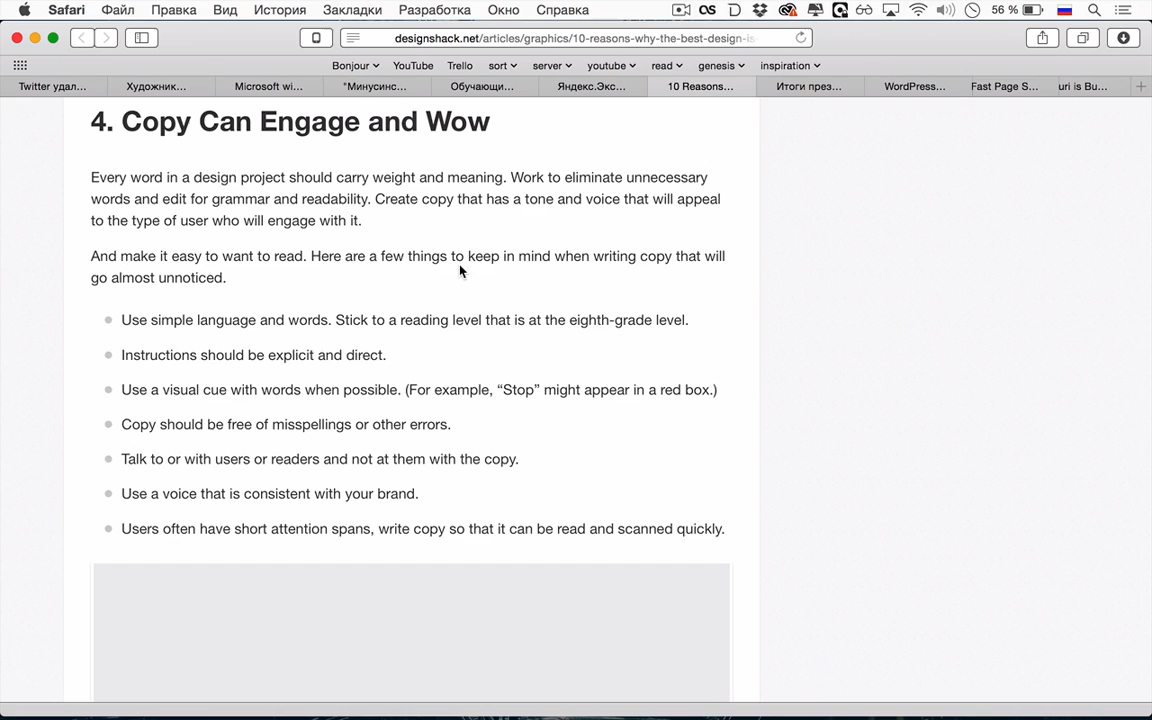 Safari Файл Правка Вид История Закладки Разработка Окно Справка 56 %
designshack.net/articles/graphics/10-reasons-why-the-best-design-is
Bonjour YouTube Trello sort server youtube read genesis inspiration
Twitter удал... Художник... Microsoft wi... "Минусинс... Обучающи... Яндекс.Экс... 10 Reasons... Итоги през... WordPress... Fast Page S... uri is Bu...
4. Copy Can Engage and Wow
Every word in a design project should carry weight and meaning. Work to eliminate unnecessary
words and edit for grammar and readability. Create copy that has a tone and voice that will appeal
to the type of user who will engage with it.
And make it easy to want to read. Here are a few things to keep in mind when writing copy that will
go almost unnoticed.
Use simple language and words. Stick to a reading level that is at the eighth-grade level.
Instructions should be explicit and direct.
Use a visual cue with words when possible. (For example, “Stop” might appear in a red box.)
Copy should be free of misspellings or other errors.
Talk to or with users or readers and not at them with the copy.
Use a voice that is consistent with your brand.
Users often have short attention spans, write copy so that it can be read and scanned quickly.